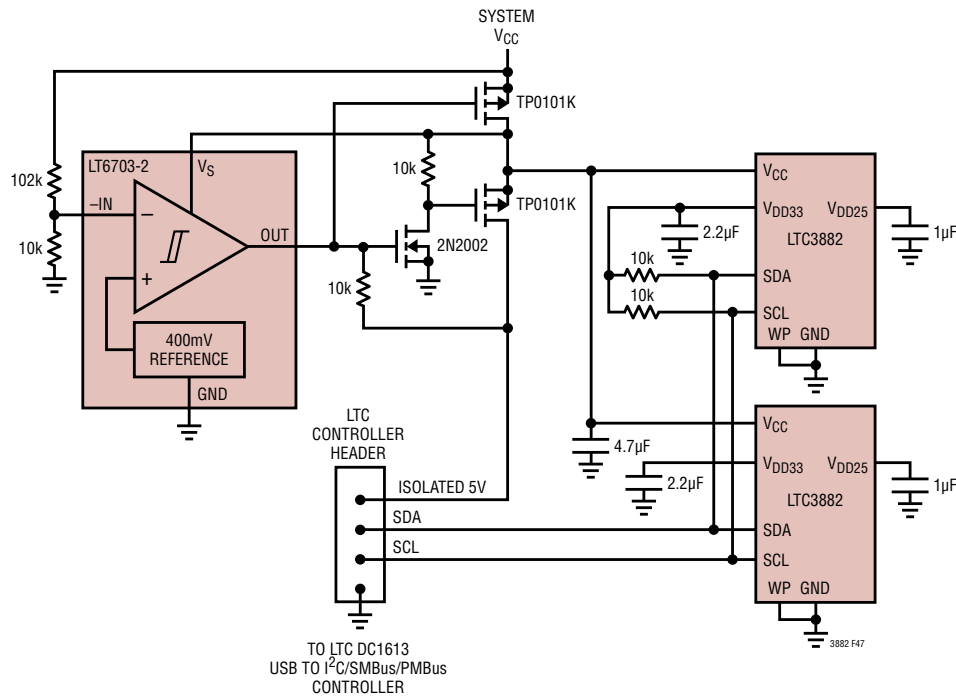 SYSTEM
VCC
TP0101K
LT6703-2
VS
10k
102k
–IN
–
OUT
10k
+
400mV
REFERENCE
GND
10k
2N2002
TP0101K
VCC
VDD33
VDD25
2.2µF
LTC3882
1µF
10k
SDA
10k
SCL
WP GND
LTC
CONTROLLER
HEADER
ISOLATED 5V
SDA
SCL
4.7µF
VCC
VDD33
VDD25
2.2µF
LTC3882
1µF
SDA
SCL
WP GND
3882 F47
TO LTC DC1613
USB TO I2C/SMBus/PMBus
CONTROLLER